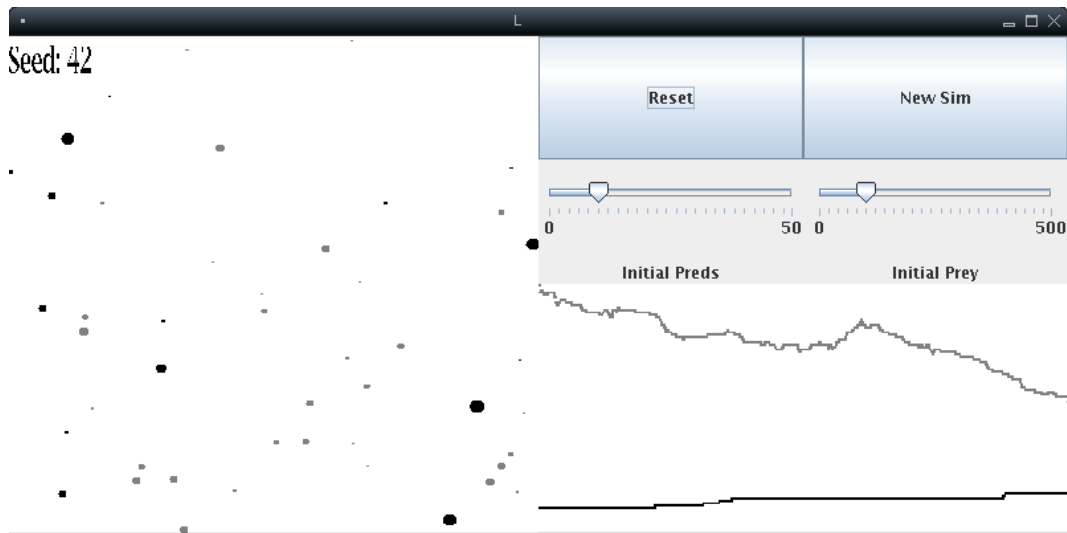 L
Seed: 42
Reset
New Sim
0 50
0 500
Initial Preds
Initial Prey